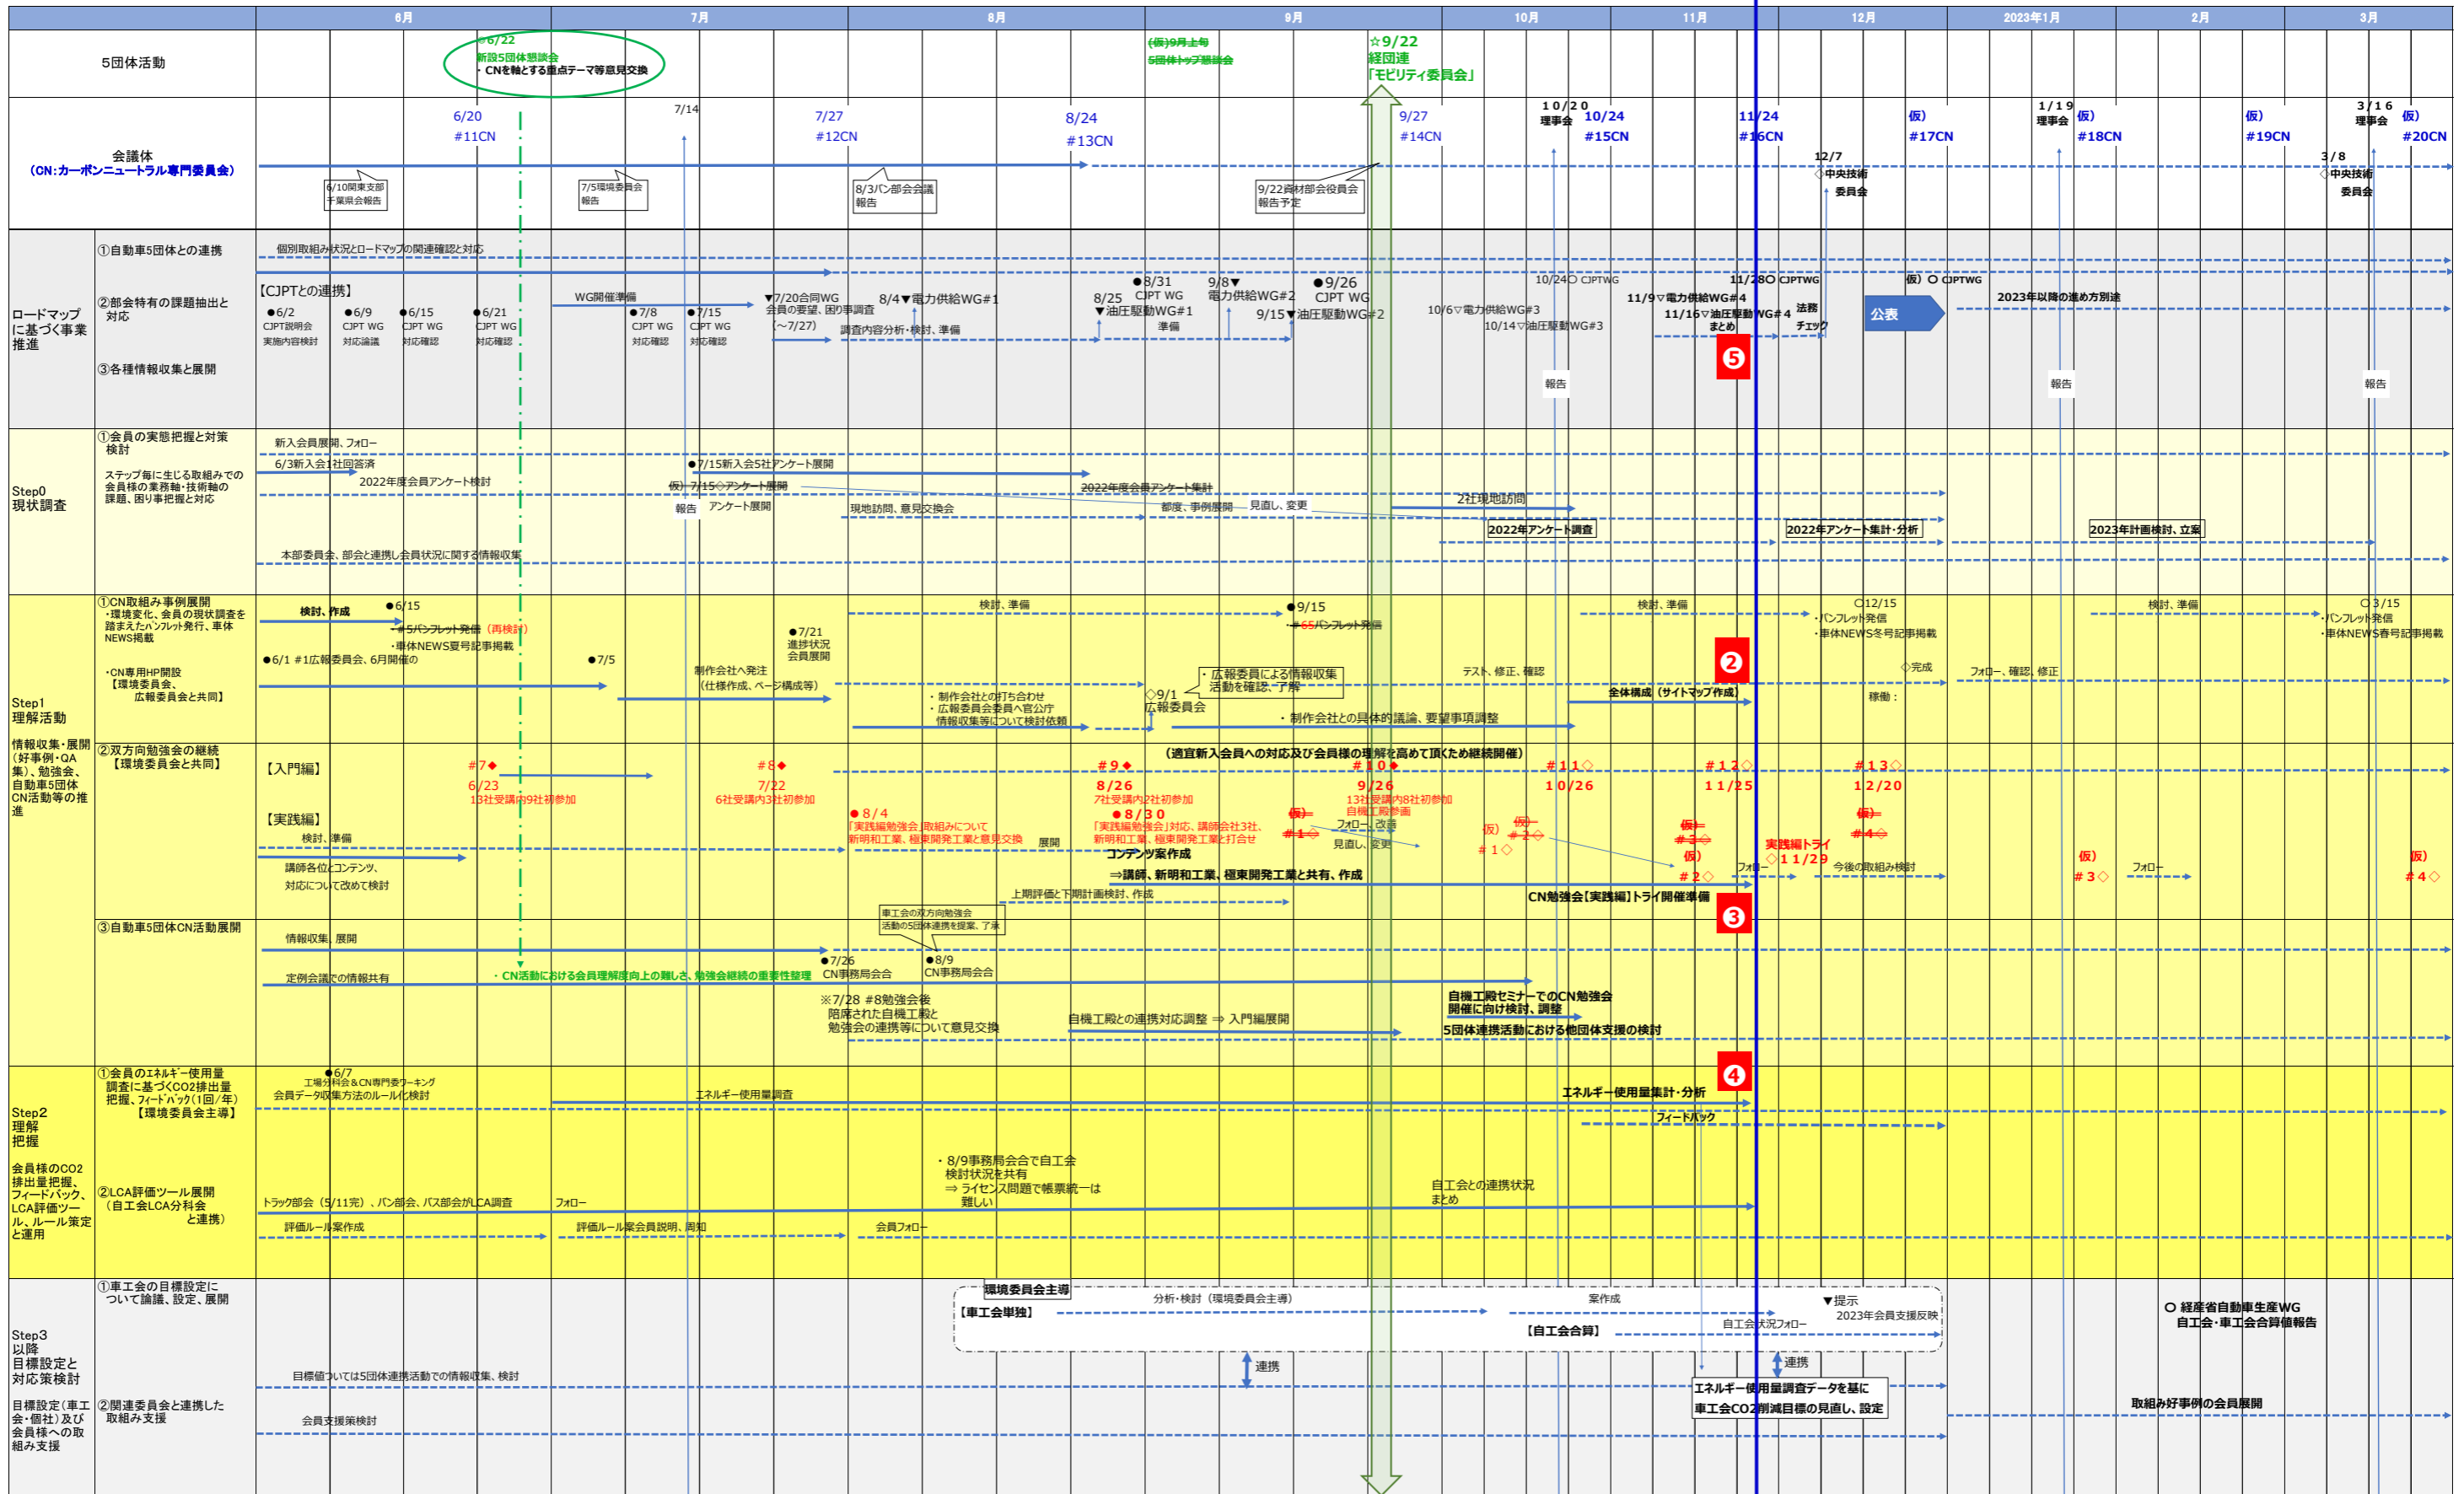 6月
7月
8月
9月
10月
11月
12月
2023年1月
2月
3月
5団体活動
☆6/22
新設5団体懇談会
・CNを軸とする重点テーマ等意見交換
(仮)9月上旬
5団体トップ懇談会
☆9/22
経団連
「モビリティ委員会」
会議体
（CN：カーボンニュートラル専門委員会）
6/20
#11CN
7/14
7/27
#12CN
8/24
#13CN
9/27
#14CN
10/20
理事会
10/24
#15CN
11/24
#16CN
仮）
#17CN
1/19
理事会
仮）
#18CN
仮）
#19CN
3/16
理事会
仮）
#20CN
12/7
◇中央技術
委員会
3/8
◇中央技術
委員会
6/10関東支部
千葉県会報告
7/5環境委員会
報告
8/3バン部会会議
報告
9/22資材部会役員会
報告予定
ロードマップ
に基づく事業
推進
①自動車5団体との連携
個別取組み状況とロードマップの関連確認と対応
②部会特有の課題抽出と
対応
【CJPTとの連携】
●6/2
CJPT説明会
実施内容検討
●6/9
CJPT WG
対応論議
●6/15
CJPT WG
対応確認
●6/21
CJPT WG
対応確認
WG開催準備
●7/8
CJPT WG
対応確認
●7/15
CJPT WG
対応確認
▼7/20合同WG
会員の要望、困り事調査
（～7/27）
8/4▼電力供給WG#1
調査内容分析・検討、準備
8/25
▼油圧駆動WG#1
●8/31
CJPT WG
準備
9/8▼
電力供給WG#2
9/15▼油圧駆動WG#2
●9/26
CJPT WG
10/6▽電力供給WG#3
10/14▽油圧駆動WG#3
10/24〇 CJPTWG
11/9▽電力供給WG#4
11/16▽油圧駆動WG#4
まとめ
11/28〇 CJPTWG
法務
チェック
仮）〇 CJPTWG
公表
2023年以降の進め方別途
❺
③各種情報収集と展開
報告
報告
報告
Step0
現状調査
①会員の実態把握と対策
検討
ステップ毎に生じる取組みでの
会員様の業務軸・技術軸の
課題、困り事把握と対応
新入会員展開、フォロー
6/3新入会1社回答済
2022年度会員アンケート検討
●7/15新入会5社アンケート展開
仮）7/15◇アンケート展開
報告
アンケート展開
2022年度会員アンケート集計
現地訪問、意見交換会
都度、事例展開
見直し、変更
2社現地訪問
2022年アンケート調査
2022年アンケート集計・分析
2023年計画検討、立案
本部委員会、部会と連携し会員状況に関する情報収集
Step1
理解活動
情報収集・展開
（好事例・QA
集）、勉強会、
自動車5団体
CN活動等の推
進
①CN取組み事例展開
・環境変化、会員の現状調査を
踏まえたパンフレット発行、車体
NEWS掲載
・CN専用HP開設
【環境委員会、
広報委員会と共同】
検討、作成
●6/15
・#5パンフレット発信（再検討）
・車体NEWS夏号記事掲載
●6/1 #1広報委員会、6月開催の
●7/5
●7/21
進捗状況
会員展開
制作会社へ発注
（仕様作成、ページ構成等）
検討、準備
●9/15
・#65パンフレット発信
・制作会社との打ち合わせ
・広報委員会委員へ官公庁
情報収集等について検討依頼
◇9/1
広報委員会
・広報委員による情報収集
活動を確認、了解
・制作会社との具体的議論、要望事項調整
テスト、修正、確認
検討、準備
❷
全体構成（サイトマップ作成）
〇12/15
・パンフレット発信
・車体NEWS冬号記事掲載
◇完成
稼働：
フォロー、確認、修正
検討、準備
〇3/15
・パンフレット発信
・車体NEWS春号記事掲載
②双方向勉強会の継続
【環境委員会と共同】
（適宜新入会員への対応及び会員様の理解を高めて頂くため継続開催）
【入門編】
#7◆
6/23
13社受講内9社初参加
#8◆
7/22
6社受講内3社初参加
#9◆
8/26
7社受講内2社初参加
#10◆
9/26
13社受講内8社初参加
自機工殿参画
#11◇
10/26
#12◇
11/25
#13◇
12/20
【実践編】
検討、準備
講師各位とコンテンツ、
対応について改めて検討
●8/4
「実践編勉強会」取組みについて
新明和工業、極東開発工業と意見交換
展開
●8/30
「実践編勉強会」対応、講師会社3社、
新明和工業、極東開発工業と打合せ
コンテンツ案作成
⇒講師、新明和工業、極東開発工業と共有、作成
上期評価と下期計画検討、作成
仮）
#1◇
フォロー、改善
見直し、変更
仮）
#1◇
仮）
#2◇
仮）
#3◇
仮）
#2◇
実践編トライ
◇11/29
フォロー
仮）
#4◇
今後の取組み検討
仮）
#3◇
フォロー
仮）
#4◇
CN勉強会【実践編】トライ開催準備
❸
③自動車5団体CN活動展開
情報収集、展開
定例会議での情報共有
・CN活動における会員理解度向上の難しさ、勉強会継続の重要性整理
車工会の双方向勉強会
活動の5団体連携を提案、了承
●7/26
CN事務局会合
●8/9
CN事務局会合
※7/28 #8勉強会後
陪席された自機工殿と
勉強会の連携等について意見交換
自機工殿との連携対応調整 ⇒ 入門編展開
自機工殿セミナーでのCN勉強会
開催に向け検討、調整
5団体連携活動における他団体支援の検討
Step2
理解
把握
会員様のCO2
排出量把握、
フィードバック、
LCA評価ツー
ル、ルール策定
と運用
①会員のエネルギー使用量
調査に基づくCO2排出量
把握、フィードバック（1回/年）
【環境委員会主導】
●6/7
工場分科会＆CN専門委ワーキング
会員データ収集方法のルール化検討
エネルギー使用量調査
エネルギー使用量集計・分析
❹
フィードバック
②LCA評価ツール展開
（自工会LCA分科会
と連携）
トラック部会（5/11完）、バン部会、バス部会がLCA調査
フォロー
・8/9事務局会合で自工会
検討状況を共有
⇒ ライセンス問題で帳票統一は
難しい
自工会との連携状況
まとめ
評価ルール案作成
評価ルール案会員説明、周知
会員フォロー
Step3
以降
目標設定と
対応策検討
目標設定（車工
会・個社）及び
会員様への取
組み支援
①車工会の目標設定に
ついて論議、設定、展開
環境委員会主導
【車工会単独】
分析・検討（環境委員会主導）
案作成
▼提示
2023年会員支援反映
【自工会合算】
自工会状況フォロー
〇 経産省自動車生産WG
自工会・車工会合算値報告
連携
連携
目標値ついては5団体連携活動での情報収集、検討
エネルギー使用量調査データを基に
車工会CO2削減目標の見直し、設定
②関連委員会と連携した
取組み支援
会員支援策検討
取組み好事例の会員展開